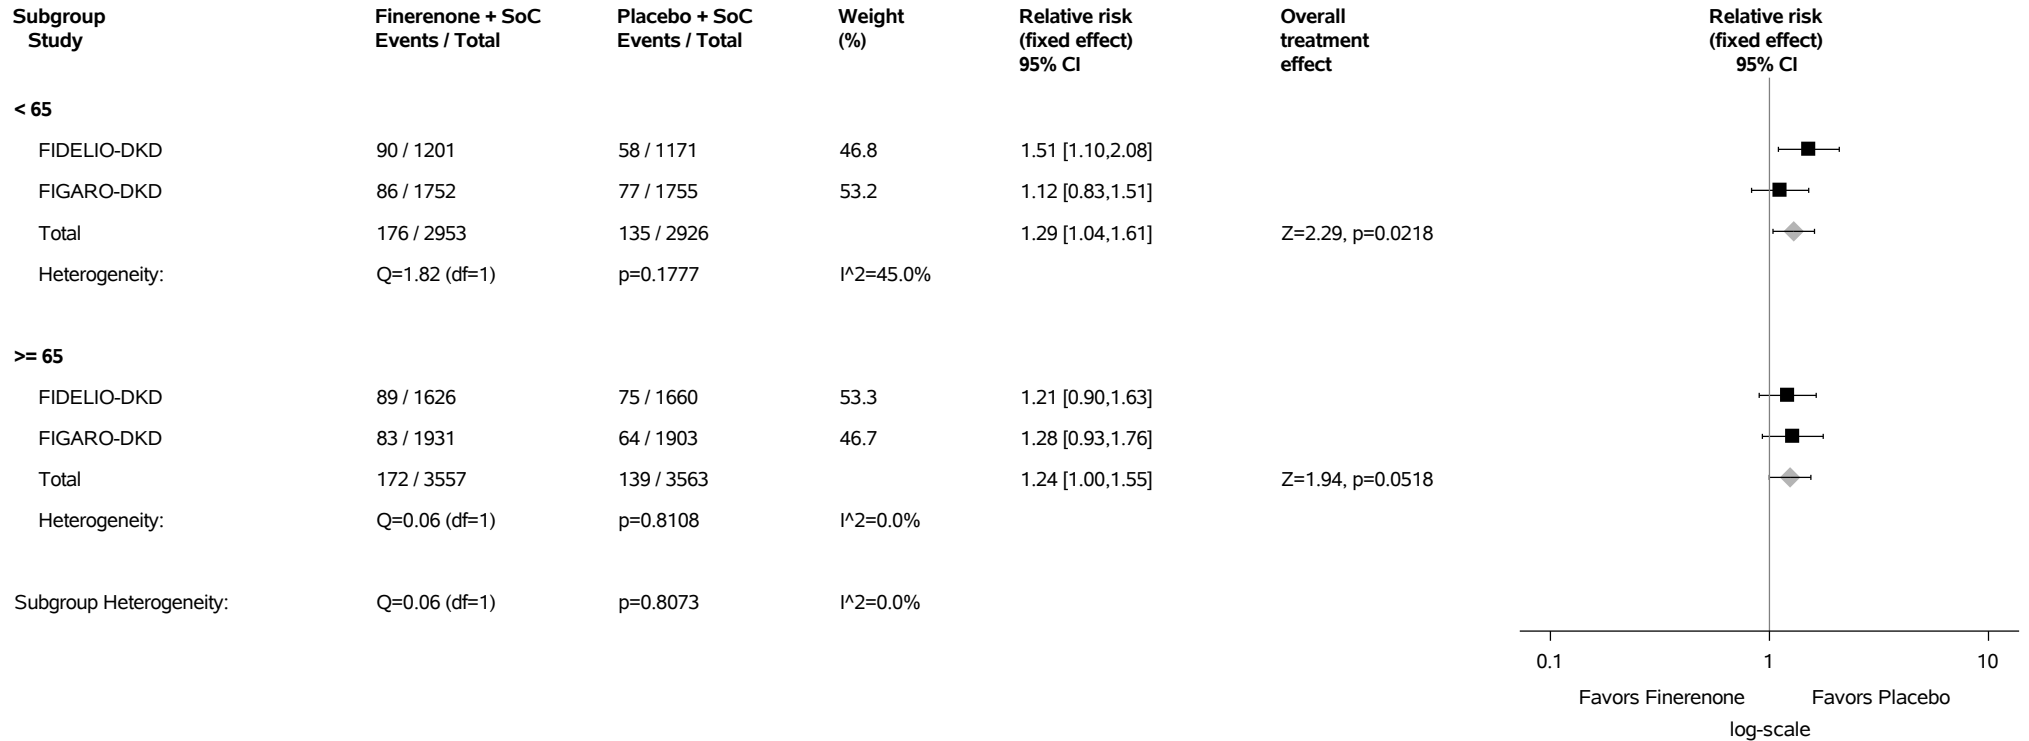 Subgroup Finerenone + SoC Placebo + SoC Weight Relative risk Overall Relative risk
Study Events / Total Events / Total (%) (fixed effect) treatment (fixed effect)
95% CI effect 95% CI
< 65
FIDELIO-DKD 90 / 1201 58 / 1171 46.8 1.51 [1.10,2.08]
FIGARO-DKD 86 / 1752 77 / 1755 53.2 1.12 [0.83,1.51]
Total 176 / 2953 135 / 2926 1.29 [1.04,1.61] Z=2.29, p=0.0218
Heterogeneity: Q=1.82 (df=1) p=0.1777 I^2=45.0%
>= 65
FIDELIO-DKD 89 / 1626 75 / 1660 53.3 1.21 [0.90,1.63]
FIGARO-DKD 83 / 1931 64 / 1903 46.7 1.28 [0.93,1.76]
Total 172 / 3557 139 / 3563 1.24 [1.00,1.55] Z=1.94, p=0.0518
Heterogeneity: Q=0.06 (df=1) p=0.8108 I^2=0.0%
Subgroup Heterogeneity: Q=0.06 (df=1) p=0.8073 I^2=0.0%
0.1 1 10
Favors Finerenone Favors Placebo
log-scale